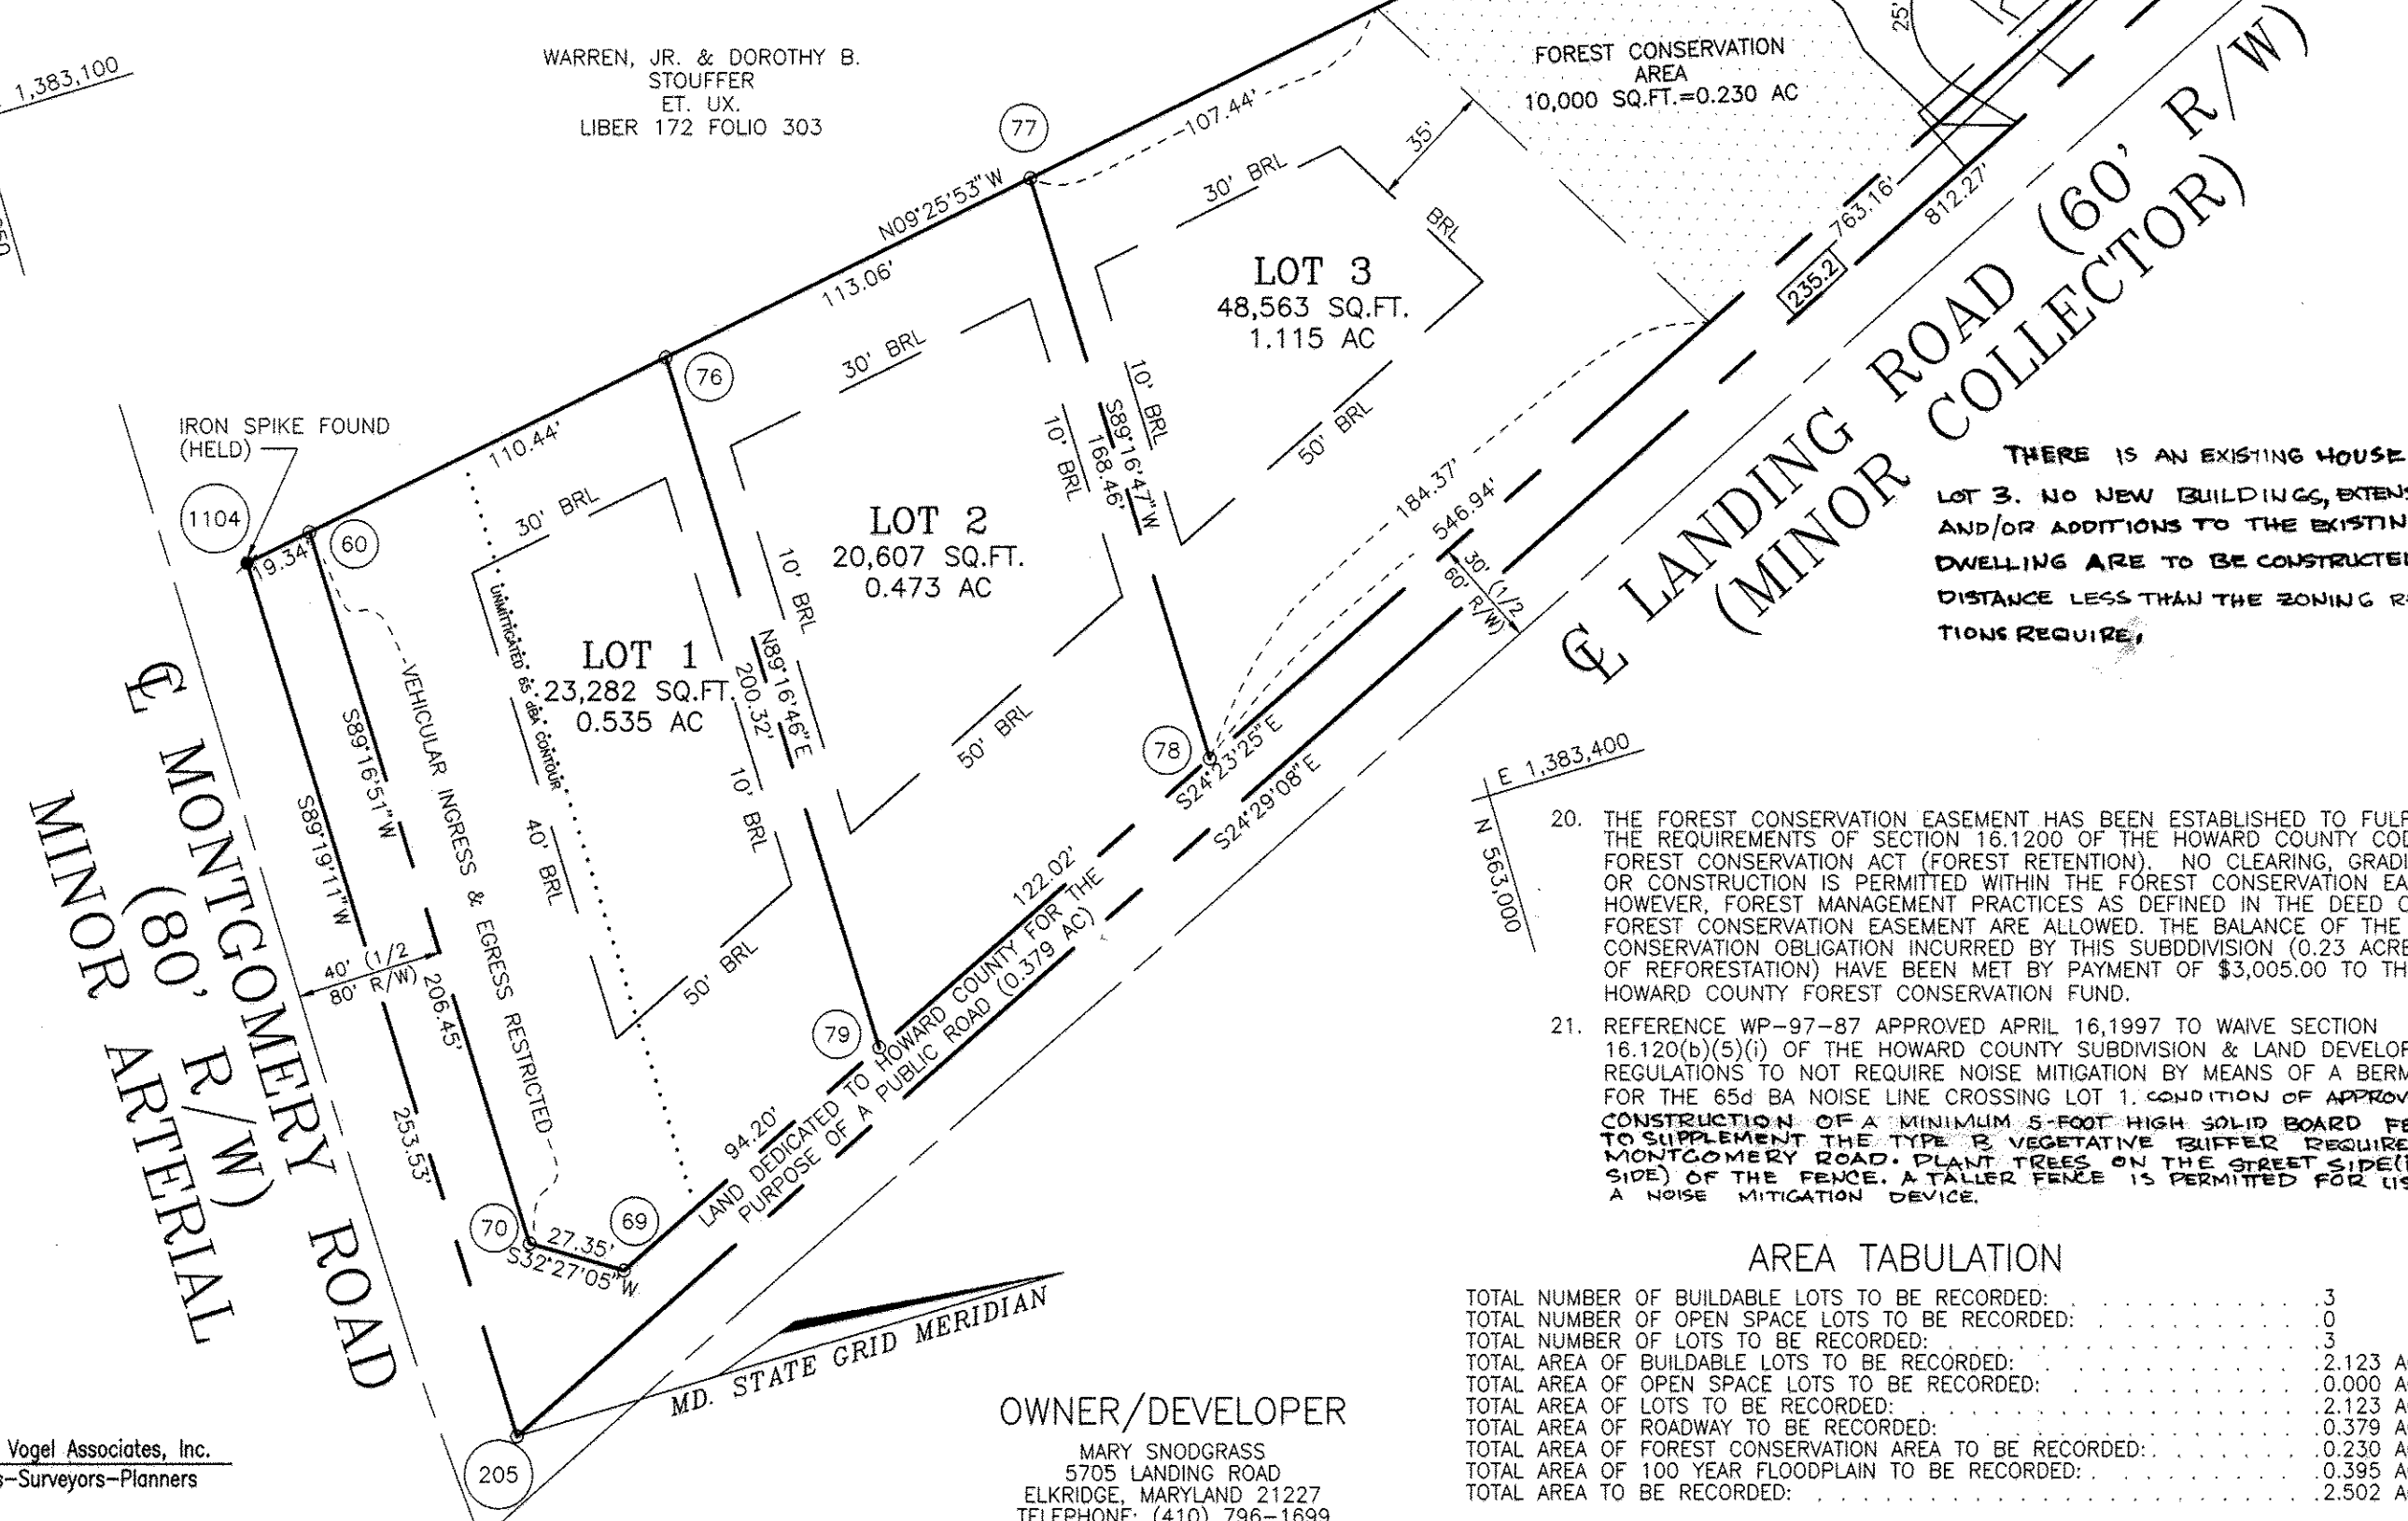 1,383,100
WARREN, JR. & DOROTHY B.
STOUFFER
ET. UX.
LIBER 172 FOLIO 303
FOREST CONSERVATION
AREA
10,000 SQ.FT.=0.230 AC
25'
77
107.44'
35'
30' BRL
BRL
N09°25'53"W
113.06'
LOT 3
48,563 SQ.FT.
1.115 AC
763.16'
812.27'
235.2
LANDING ROAD (60' R/W)
(MINOR COLLECTOR)
30' BRL
76
10' BRL
10' BRL
S89°16'47"W
168.46'
50' BRL
IRON SPIKE FOUND
(HELD)
110.44'
1104
19.34'
60
30' BRL
LOT 2
20,607 SQ.FT.
0.473 AC
184.37'
546.94'
30' (1/2
60' R/W)
THERE IS AN EXISTING HOUSE
LOT 3. NO NEW BUILDINGS, EXTENS
AND/OR ADDITIONS TO THE EXISTIN
DWELLING ARE TO BE CONSTRUCTE
DISTANCE LESS THAN THE ZONING R
TIONS REQUIRE,
UNMITIGATED 65 dBA CONTOUR
LOT 1
23,282 SQ.FT.
0.535 AC
10' BRL
N89°16'46"E
200.32'
10' BRL
50' BRL
78
S24°23'25"E
S24°29'08"E
E 1,383,400
N 563,000
℄ MONTGOMERY ROAD
(80' R/W)
MINOR ARTERIAL
S89°16'51"W
S89°19'11"W
VEHICULAR INGRESS & EGRESS RESTRICTED
40' BRL
50' BRL
40' (1/2
80' R/W)
206.45'
253.53'
122.02'
79
94.20'
LAND DEDICATED TO HOWARD COUNTY FOR THE
PURPOSE OF A PUBLIC ROAD (0.379 AC)
70
27.35'
69
S32°27'05"W
MD. STATE GRID MERIDIAN
205
20. THE FOREST CONSERVATION EASEMENT HAS BEEN ESTABLISHED TO FULF
THE REQUIREMENTS OF SECTION 16.1200 OF THE HOWARD COUNTY CO
FOREST CONSERVATION ACT (FOREST RETENTION). NO CLEARING, GRADI
OR CONSTRUCTION IS PERMITTED WITHIN THE FOREST CONSERVATION EA
HOWEVER, FOREST MANAGEMENT PRACTICES AS DEFINED IN THE DEED O
FOREST CONSERVATION EASEMENT ARE ALLOWED. THE BALANCE OF THE
CONSERVATION OBLIGATION INCURRED BY THIS SUBDDIVISION (0.23 ACRE
OF REFORESTATION) HAVE BEEN MET BY PAYMENT OF $3,005.00 TO TH
HOWARD COUNTY FOREST CONSERVATION FUND.
21. REFERENCE WP-97-87 APPROVED APRIL 16,1997 TO WAIVE SECTION
16.120(b)(5)(i) OF THE HOWARD COUNTY SUBDIVISION & LAND DEVELOP
REGULATIONS TO NOT REQUIRE NOISE MITIGATION BY MEANS OF A BERM
FOR THE 65d BA NOISE LINE CROSSING LOT 1. CONDITION OF APPROV
CONSTRUCTION OF A MINIMUM 5-FOOT HIGH SOLID BOARD FE
TO SUPPLEMENT THE TYPE B VEGETATIVE BUFFER REQUIRE
MONTGOMERY ROAD. PLANT TREES ON THE STREET SIDE(
SIDE) OF THE FENCE. A TALLER FENCE IS PERMITTED FOR US
A NOISE MITIGATION DEVICE.
AREA TABULATION
TOTAL NUMBER OF BUILDABLE LOTS TO BE RECORDED: 3
TOTAL NUMBER OF OPEN SPACE LOTS TO BE RECORDED: 0
TOTAL NUMBER OF LOTS TO BE RECORDED: 3
TOTAL AREA OF BUILDABLE LOTS TO BE RECORDED: 2.123 A
TOTAL AREA OF OPEN SPACE LOTS TO BE RECORDED: 0.000 A
TOTAL AREA OF LOTS TO BE RECORDED: 2.123 A
TOTAL AREA OF ROADWAY TO BE RECORDED: 0.379 A
TOTAL AREA OF FOREST CONSERVATION AREA TO BE RECORDED: 0.230 A
TOTAL AREA OF 100 YEAR FLOODPLAIN TO BE RECORDED: 0.395 A
TOTAL AREA TO BE RECORDED: 2.502 A
OWNER/DEVELOPER
MARY SNODGRASS
5705 LANDING ROAD
ELKRIDGE, MARYLAND 21227
TELEPHONE: (410) 796-1699
Vogel Associates, Inc.
s-Surveyors-Planners